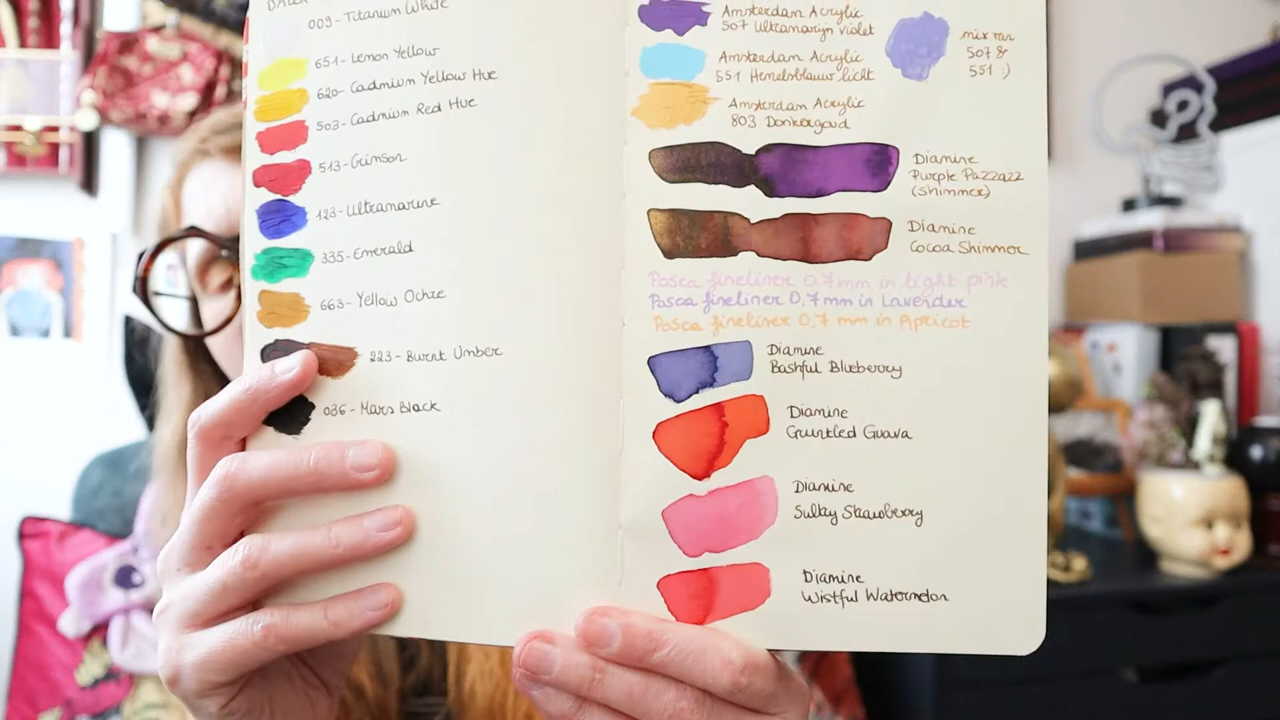 009 - Titanium White
651 - Lemon Yellow
620 - Cadmium Yellow Hue
503 - Cadmium Red Hue
513 - Crimson
123 - Ultramarine
335 - Emerald
663 - Yellow Ochre
223 - Burnt Umber
036 - Mars Black
Amsterdam Acrylic
507 Ultramarijn Violet
mix van
507 &
551 :)
Amsterdam Acrylic
551 Hemelsblauw licht
Amsterdam Acrylic
803 Donkergoud
Diamine
Purple Pazzazz
(shimmer)
Diamine
Cocoa Shimmer
Posca fineliner 0.7mm in light pink
Posca fineliner 0.7mm in Lavender
Posca fineliner 0.7 mm in Apricot
Diamine
Bashful Blueberry
Diamine
Gruntled Guava
Diamine
Sulky Strawberry
Diamine
Wistful Watermelon